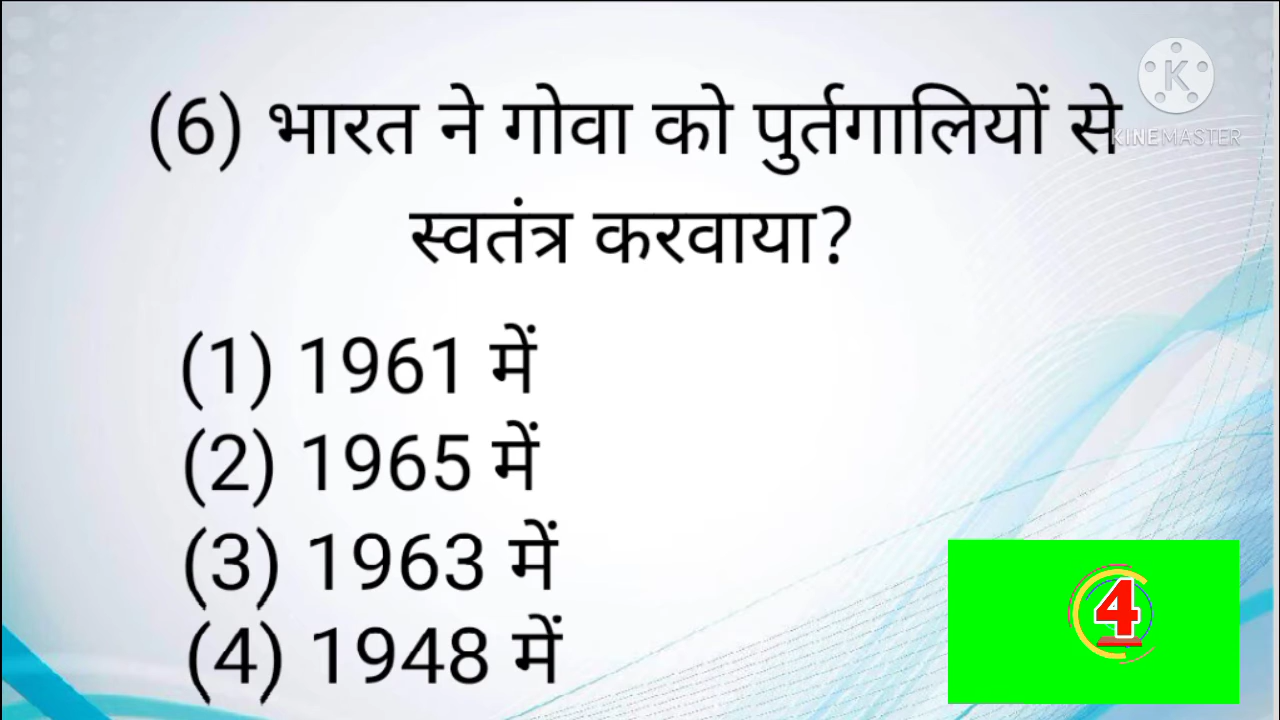 (6) भारत ने गोवा को पुर्तगालियों से
स्वतंत्र करवाया?
(1) 1961 में
(2) 1965 में
(3) 1963 में
(4) 1948 में
K
KINEMASTER
4